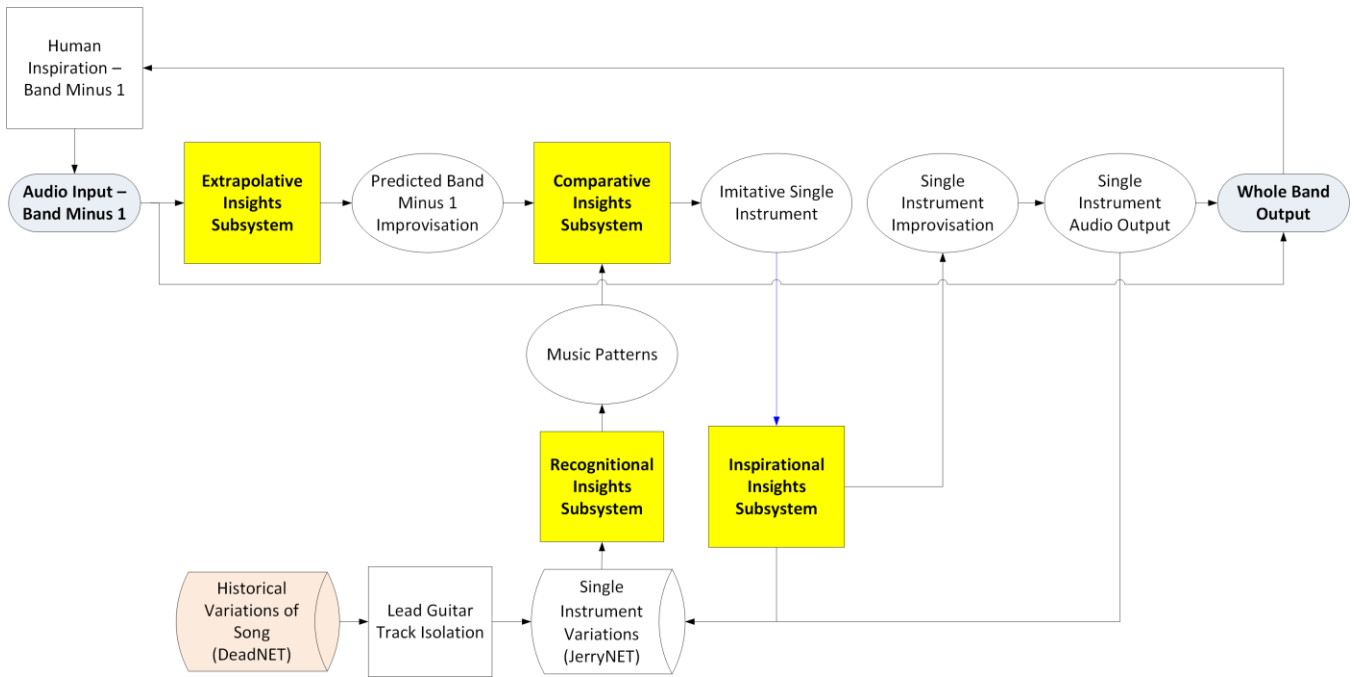 Human
Inspiration –
Band Minus 1
Audio Input –
Band Minus 1
Extrapolative
Insights
Subsystem
Predicted Band
Minus 1
Improvisation
Comparative
Insights
Subsystem
Imitative Single
Instrument
Single
Instrument
Improvisation
Single
Instrument
Audio Output
Whole Band
Output
Music Patterns
Recognitional
Insights
Subsystem
Inspirational
Insights
Subsystem
Historical
Variations of
Song
(DeadNET)
Lead Guitar
Track Isolation
Single
Instrument
Variations
(JerryNET)